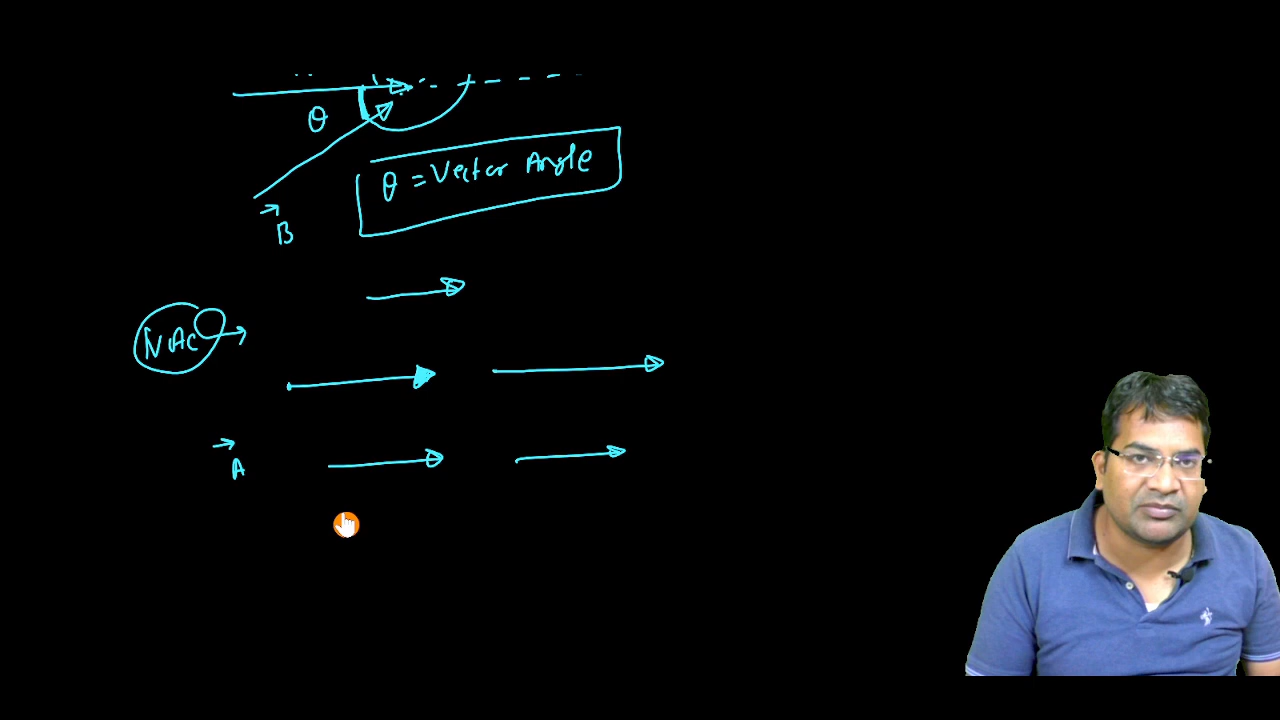 θ
θ = Vector Angle
B
NAC
A